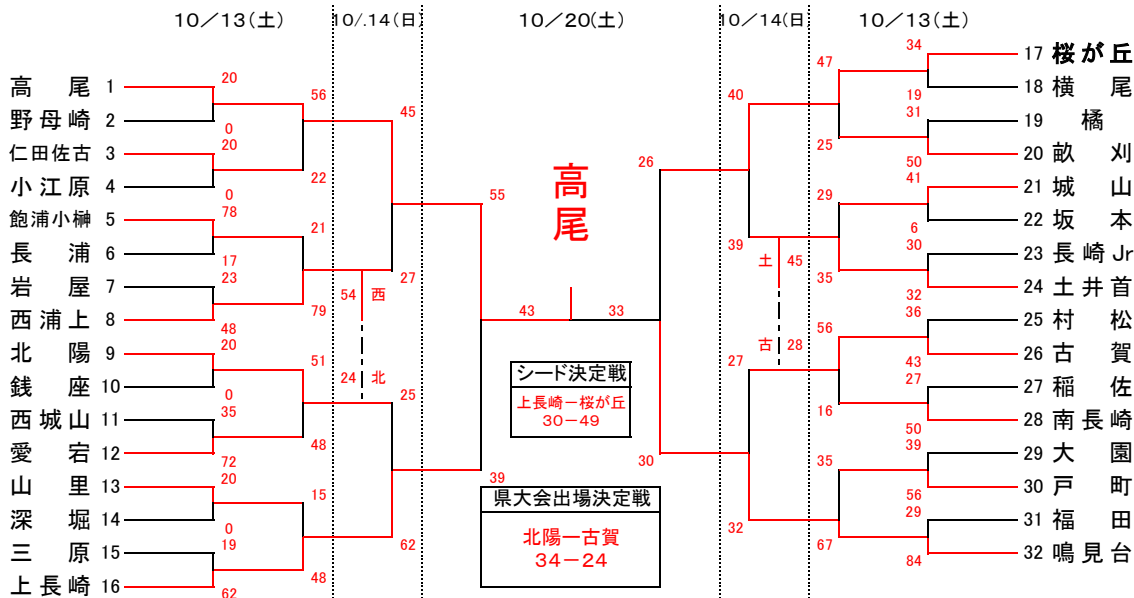 10／13(土)
10/.14(日)
10／20(土)
10／14(日
10／13(土)
高尾 1
野母崎 2
仁田佐古 3
小江原 4
飽浦小榊 5
長浦 6
岩屋 7
西浦上 8
北陽 9
銭座 10
西城山 11
愛宕 12
山里 13
深堀 14
三原 15
上長崎 16
20
0
20
0
78
17
23
48
20
0
35
72
20
0
19
62
56
22
21
79
51
48
15
48
45
27
25
62
54 西
24 北
55
39
高尾
43 33
シード決定戦
上長崎－桜が丘
30－49
県大会出場決定戦
北陽－古賀
34－24
26
30
40
39
27
32
土 45
古 28
47
25
29
35
56
16
35
67
34
19
31
50
41
6
30
32
36
43
27
50
39
56
29
84
17 桜が丘
18 横尾
19 橘
20 畝刈
21 城山
22 坂本
23 長崎Jr
24 土井首
25 村松
26 古賀
27 稲佐
28 南長崎
29 大園
30 戸町
31 福田
32 鳴見台